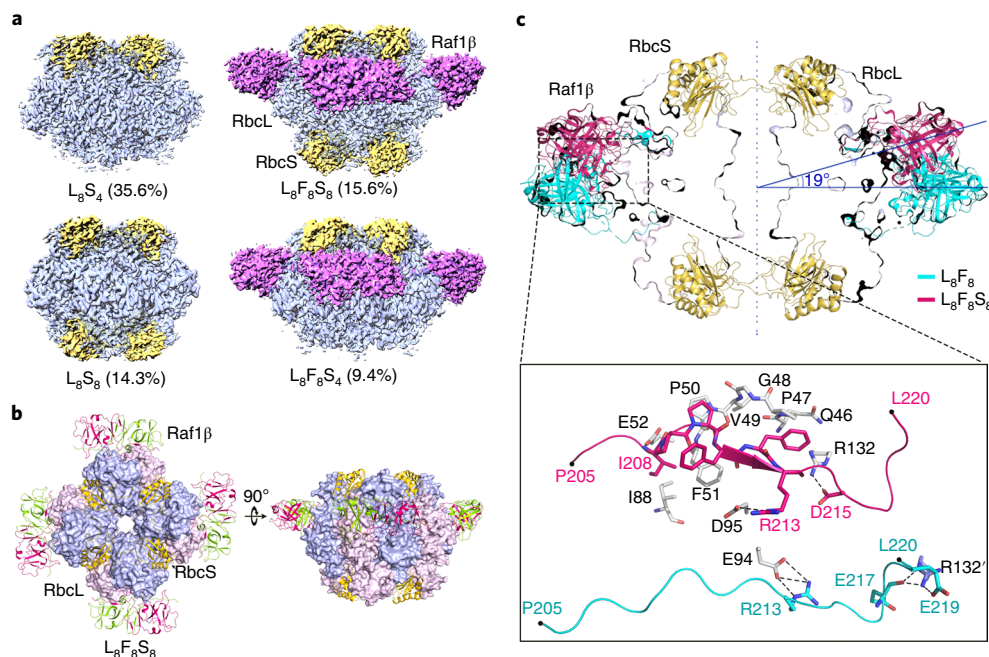 a
Raf1β
RbcL
RbcS
L₈S₄ (35.6%)
L₈F₈S₈ (15.6%)
L₈S₈ (14.3%)
L₈F₈S₄ (9.4%)
b
Raf1β
90°
RbcL
RbcS
L₈F₈S₈
c
RbcS
RbcL
Raf1β
19°
L₈F₈
L₈F₈S₈
G48
P50
P47
L220
V49
Q46
E52
R132
P205
I208
F51
I88
D95
R213
D215
E94
L220
R132′
P205
R213
E217
E219